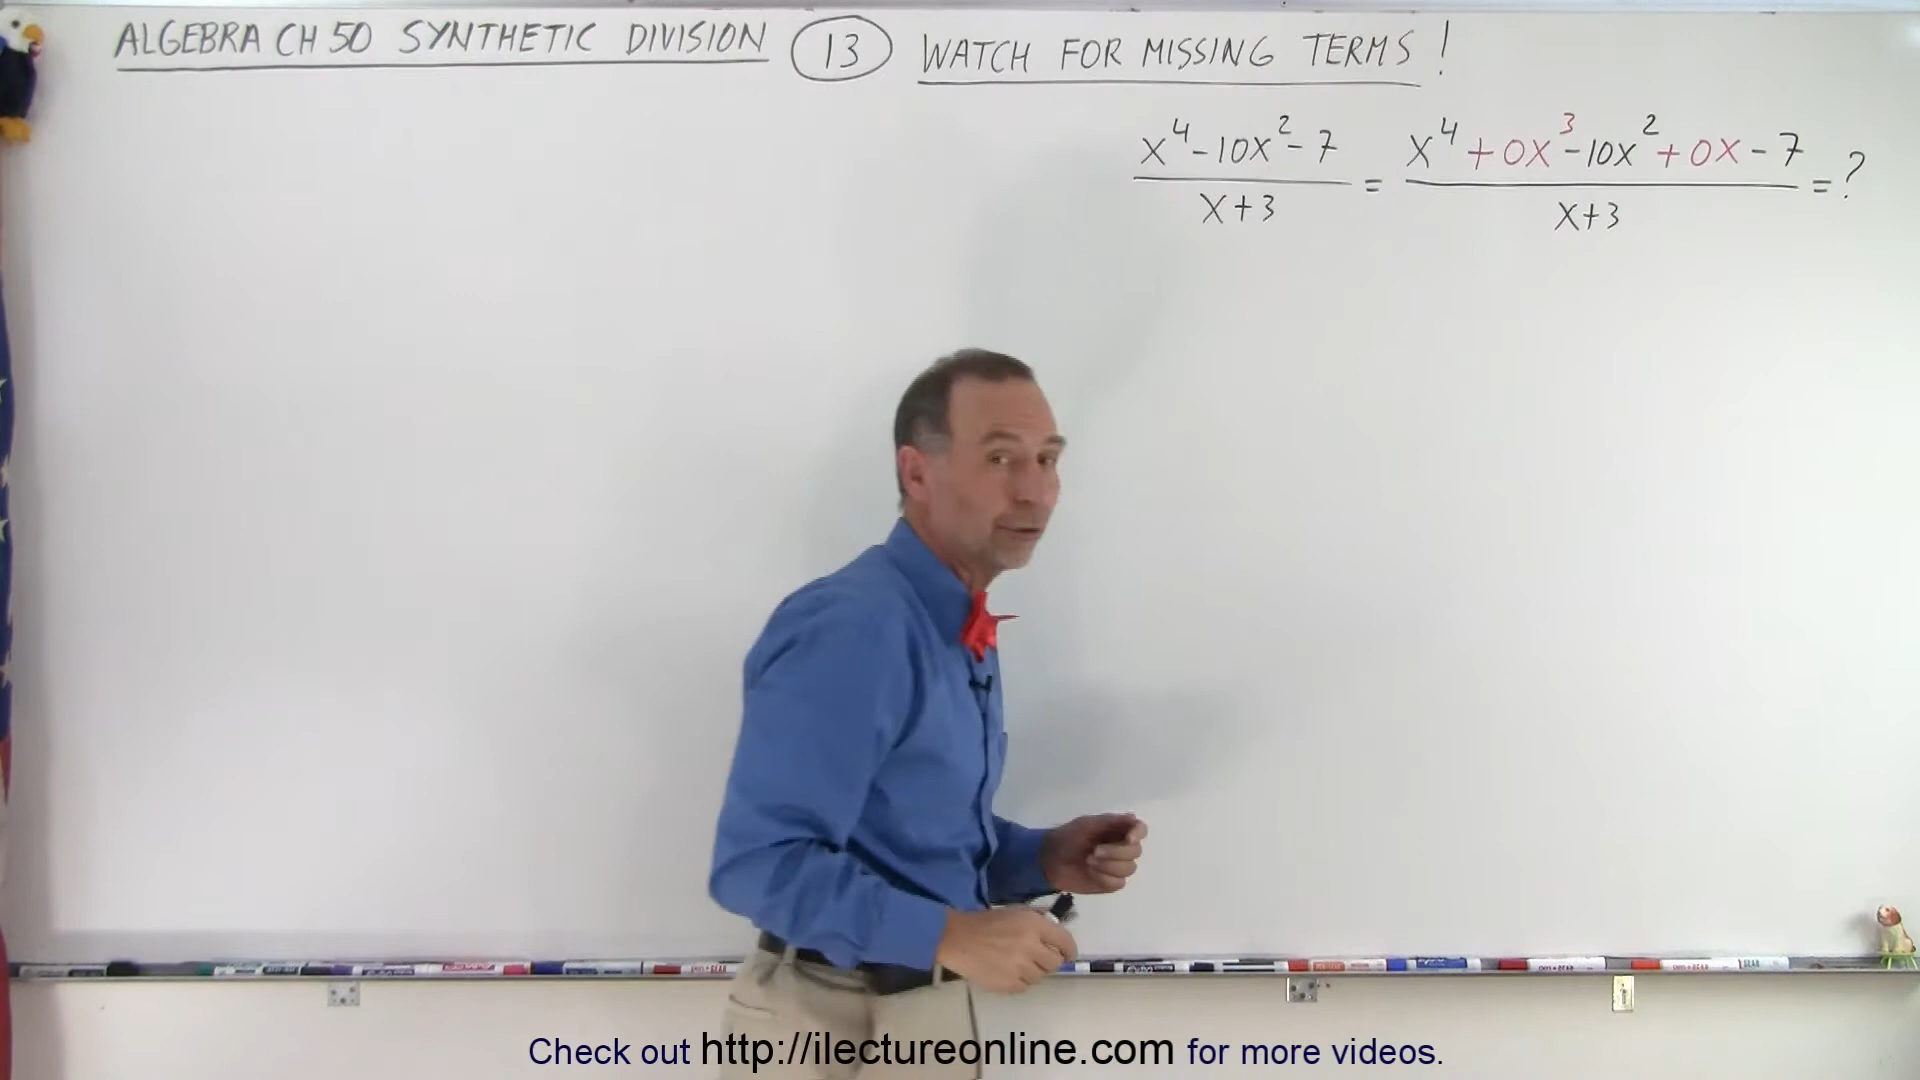 ALGEBRA CH 50 SYNTHETIC DIVISION 13 WATCH FOR MISSING TERMS!
x⁴-10x²-7 / x+3 = x⁴+0x³-10x²+0x-7 / x+3 = ?
Check out http://ilectureonline.com for more videos.